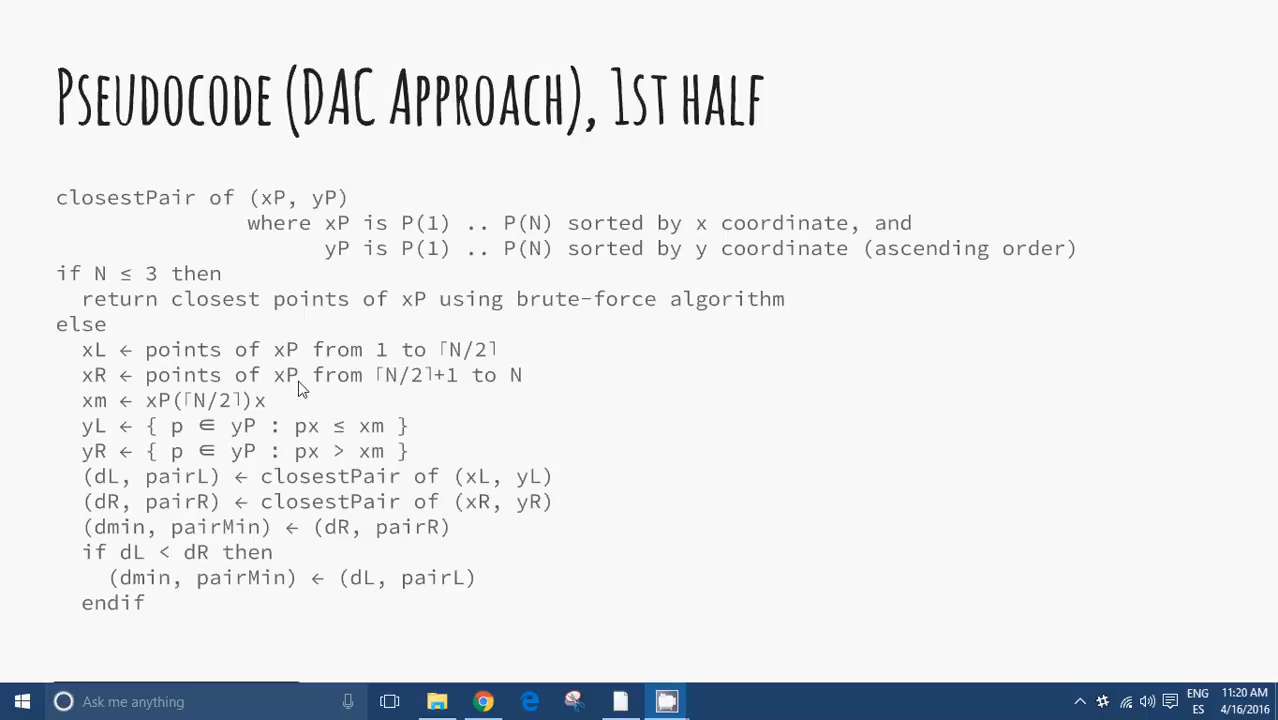 Pseudocode (DAC Approach), 1st half
closestPair of (xP, yP)
where xP is P(1) .. P(N) sorted by x coordinate, and
yP is P(1) .. P(N) sorted by y coordinate (ascending order)
if N ≤ 3 then
return closest points of xP using brute-force algorithm
else
xL ← points of xP from 1 to ⌈N/2⌉
xR ← points of xP from ⌈N/2⌉+1 to N
xm ← xP(⌈N/2⌉)x
yL ← { p ∈ yP : px ≤ xm }
yR ← { p ∈ yP : px > xm }
(dL, pairL) ← closestPair of (xL, yL)
(dR, pairR) ← closestPair of (xR, yR)
(dmin, pairMin) ← (dR, pairR)
if dL < dR then
(dmin, pairMin) ← (dL, pairL)
endif
Ask me anything
ENG
ES
11:20 AM
4/16/2016